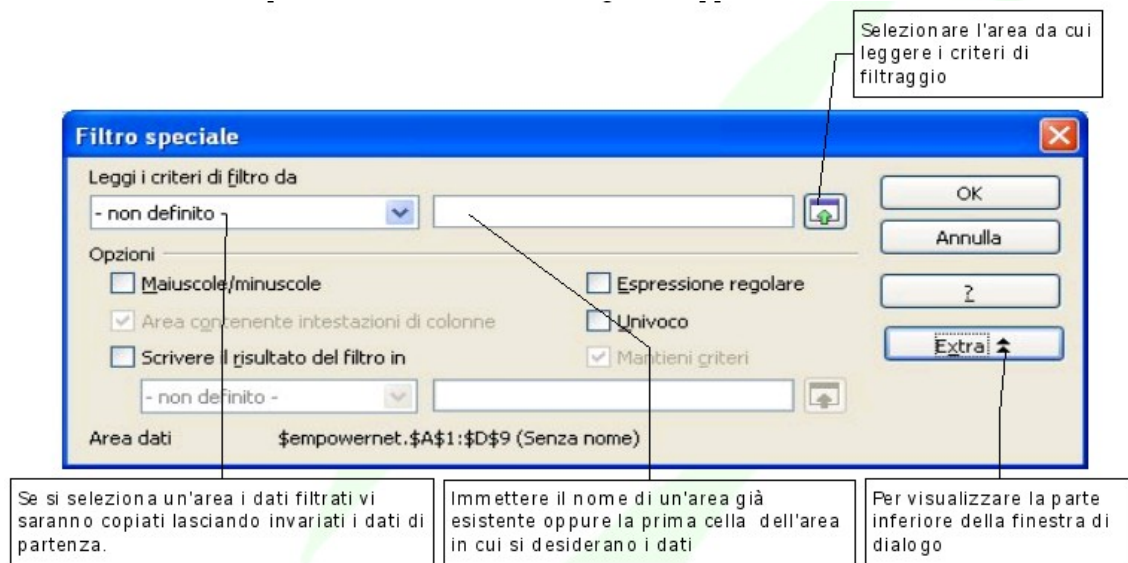 Selezionare l'area da cui
leggere i criteri di
filtraggio
Filtro speciale
Leggi i criteri di filtro da
- non definito -
OK
Annulla
Opzioni
Maiuscole/minuscole
Espressione regolare
?
Area contenente intestazioni di colonne
Univoco
Extra
Scrivere il risultato del filtro in
Mantieni criteri
- non definito -
Area dati $empowernet.$A$1:$D$9 (Senza nome)
Se si seleziona un'area i dati filtrati vi
saranno copiati lasciando invariati i dati di
partenza.
Immettere il nome di un'area già
esistente oppure la prima cella dell'area
in cui si desiderano i dati
Per visualizzare la parte
inferiore della finestra di
dialogo